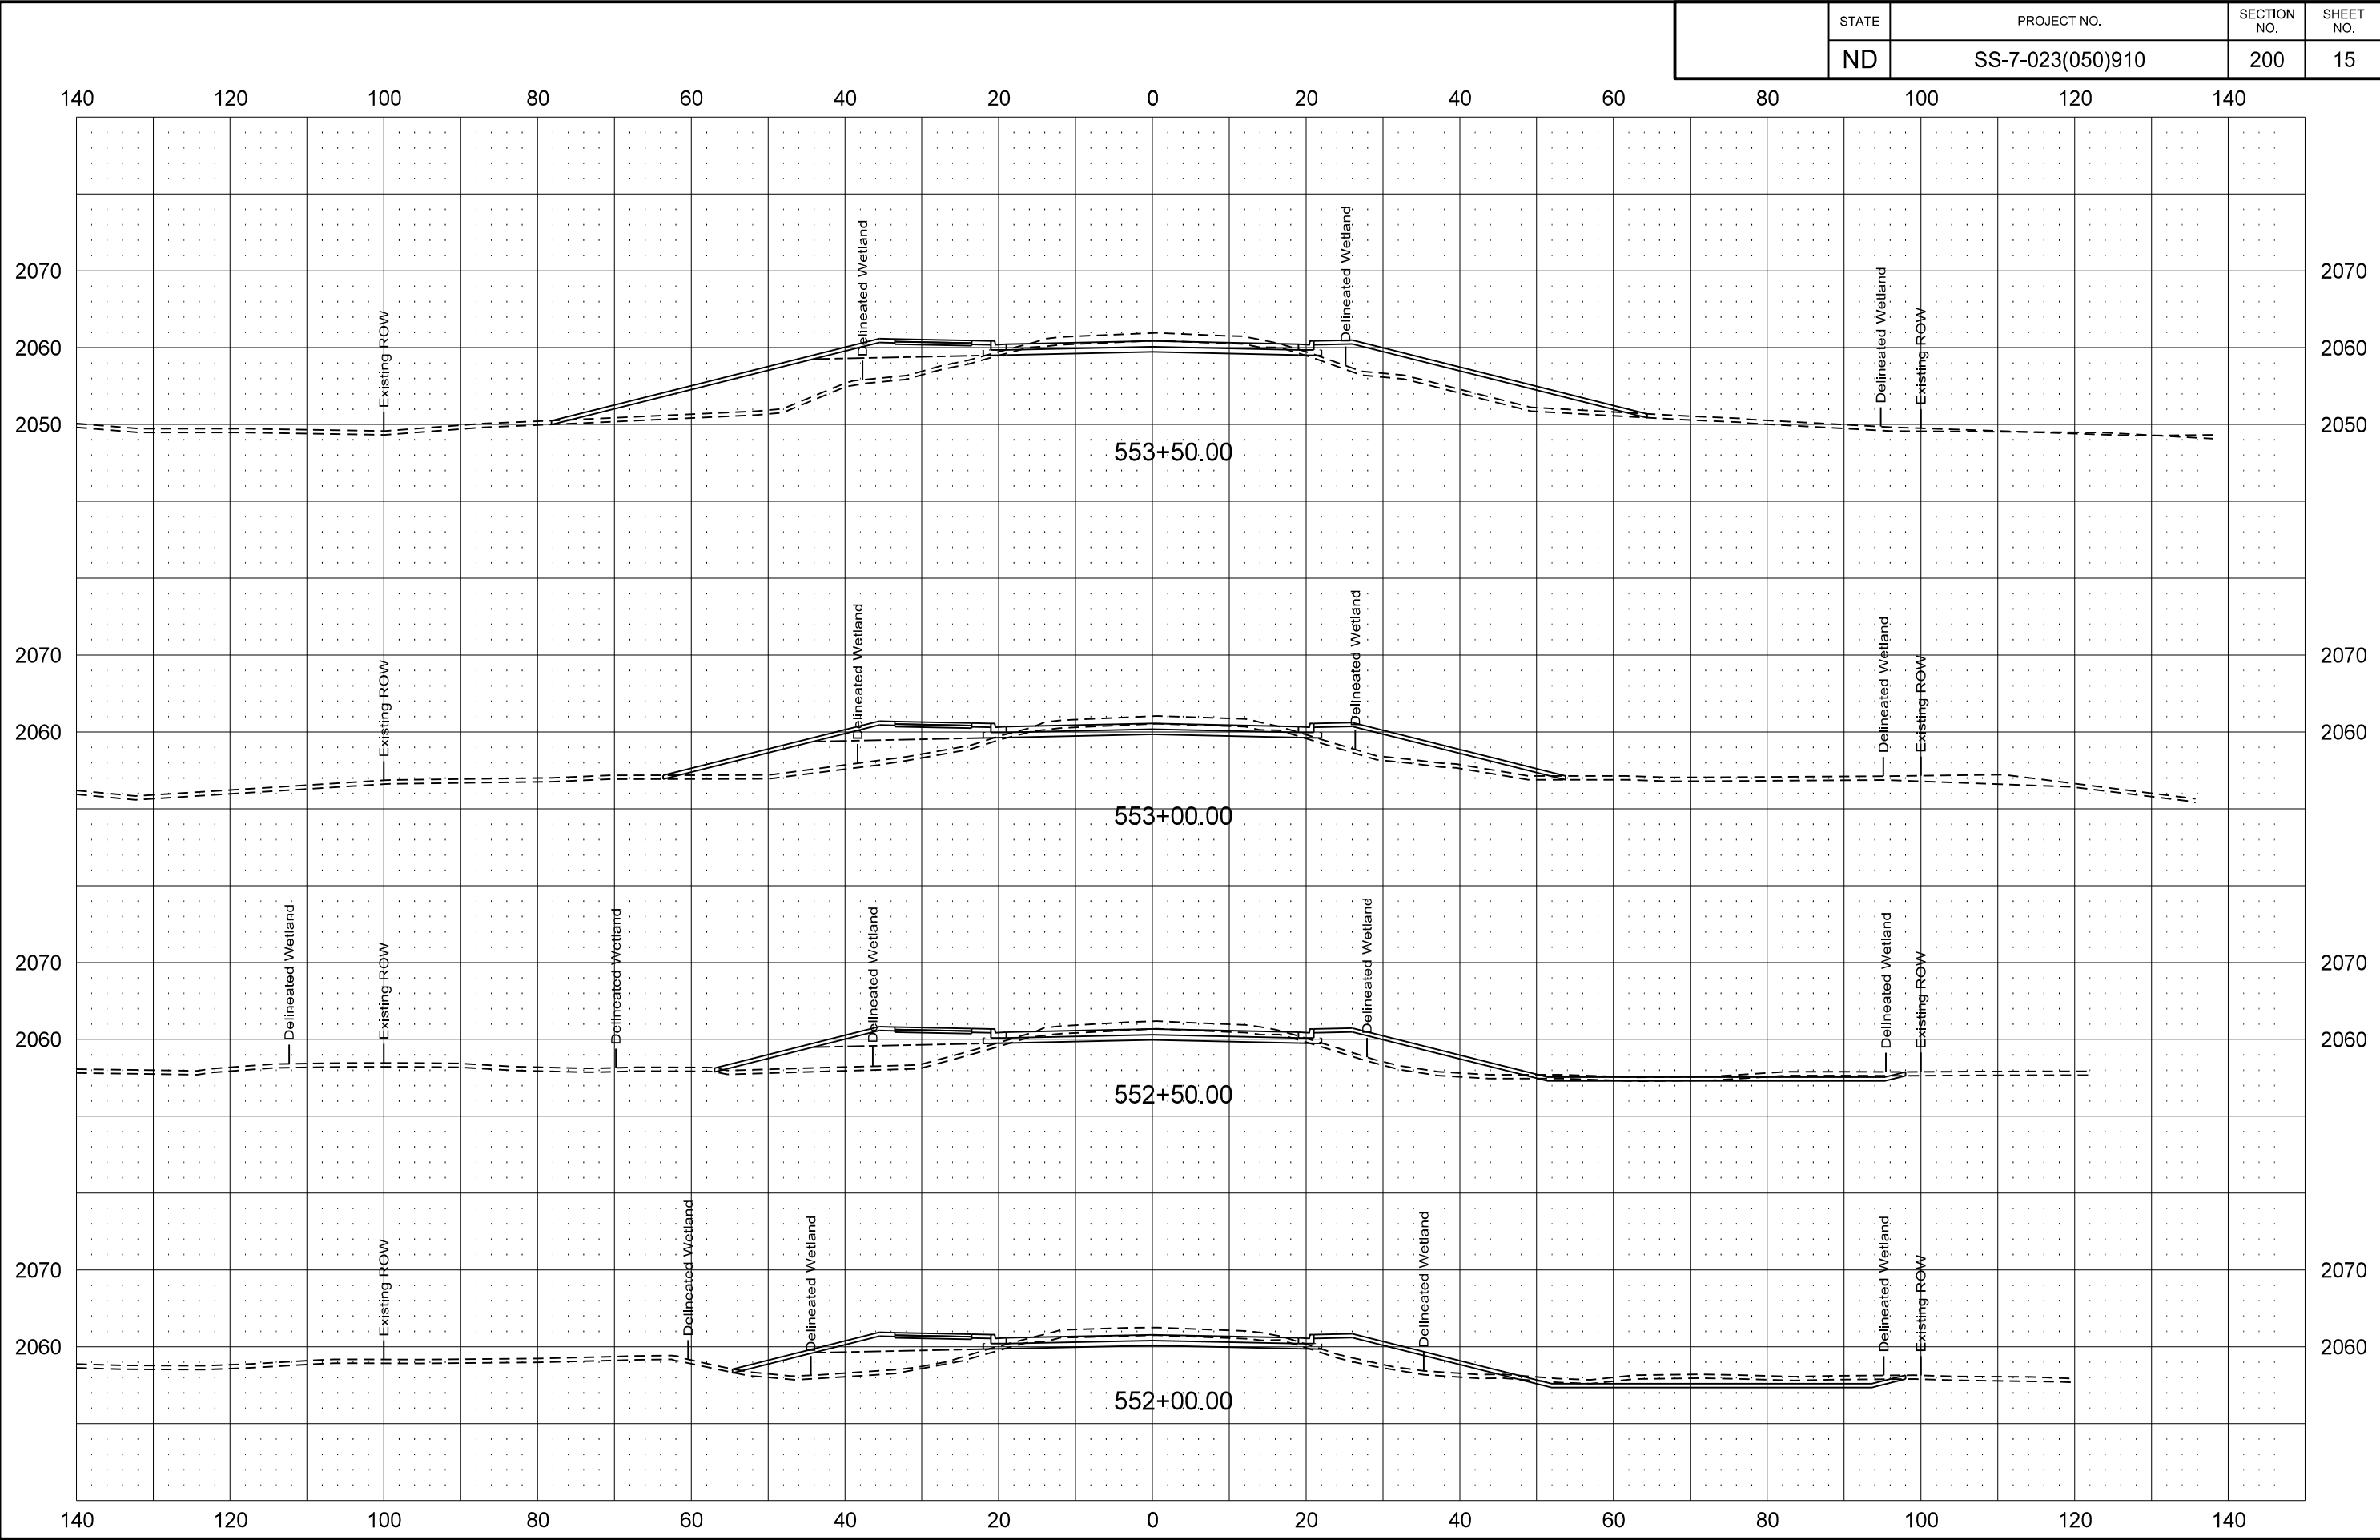 STATE PROJECT NO. SECTION NO. SHEET NO.
ND SS-7-023(050)910 200 15
140 120 100 80 60 40 20 0 20 40 60 80 100 120 140
Existing ROW
Delineated Wetland
Delineated Wetland
Delineated Wetland
Existing ROW
2070 2070
2060 2060
2050 2050
553+50.00
Existing ROW
Delineated Wetland
Delineated Wetland
Delineated Wetland
Existing ROW
2070 2070
2060 2060
553+00.00
Delineated Wetland
Existing ROW
Delineated Wetland
Delineated Wetland
Delineated Wetland
Delineated Wetland
Existing ROW
2070 2070
2060 2060
552+50.00
Existing ROW
Delineated Wetland
Delineated Wetland
Delineated Wetland
Delineated Wetland
Existing ROW
2070 2070
2060 2060
552+00.00
140 120 100 80 60 40 20 0 20 40 60 80 100 120 140